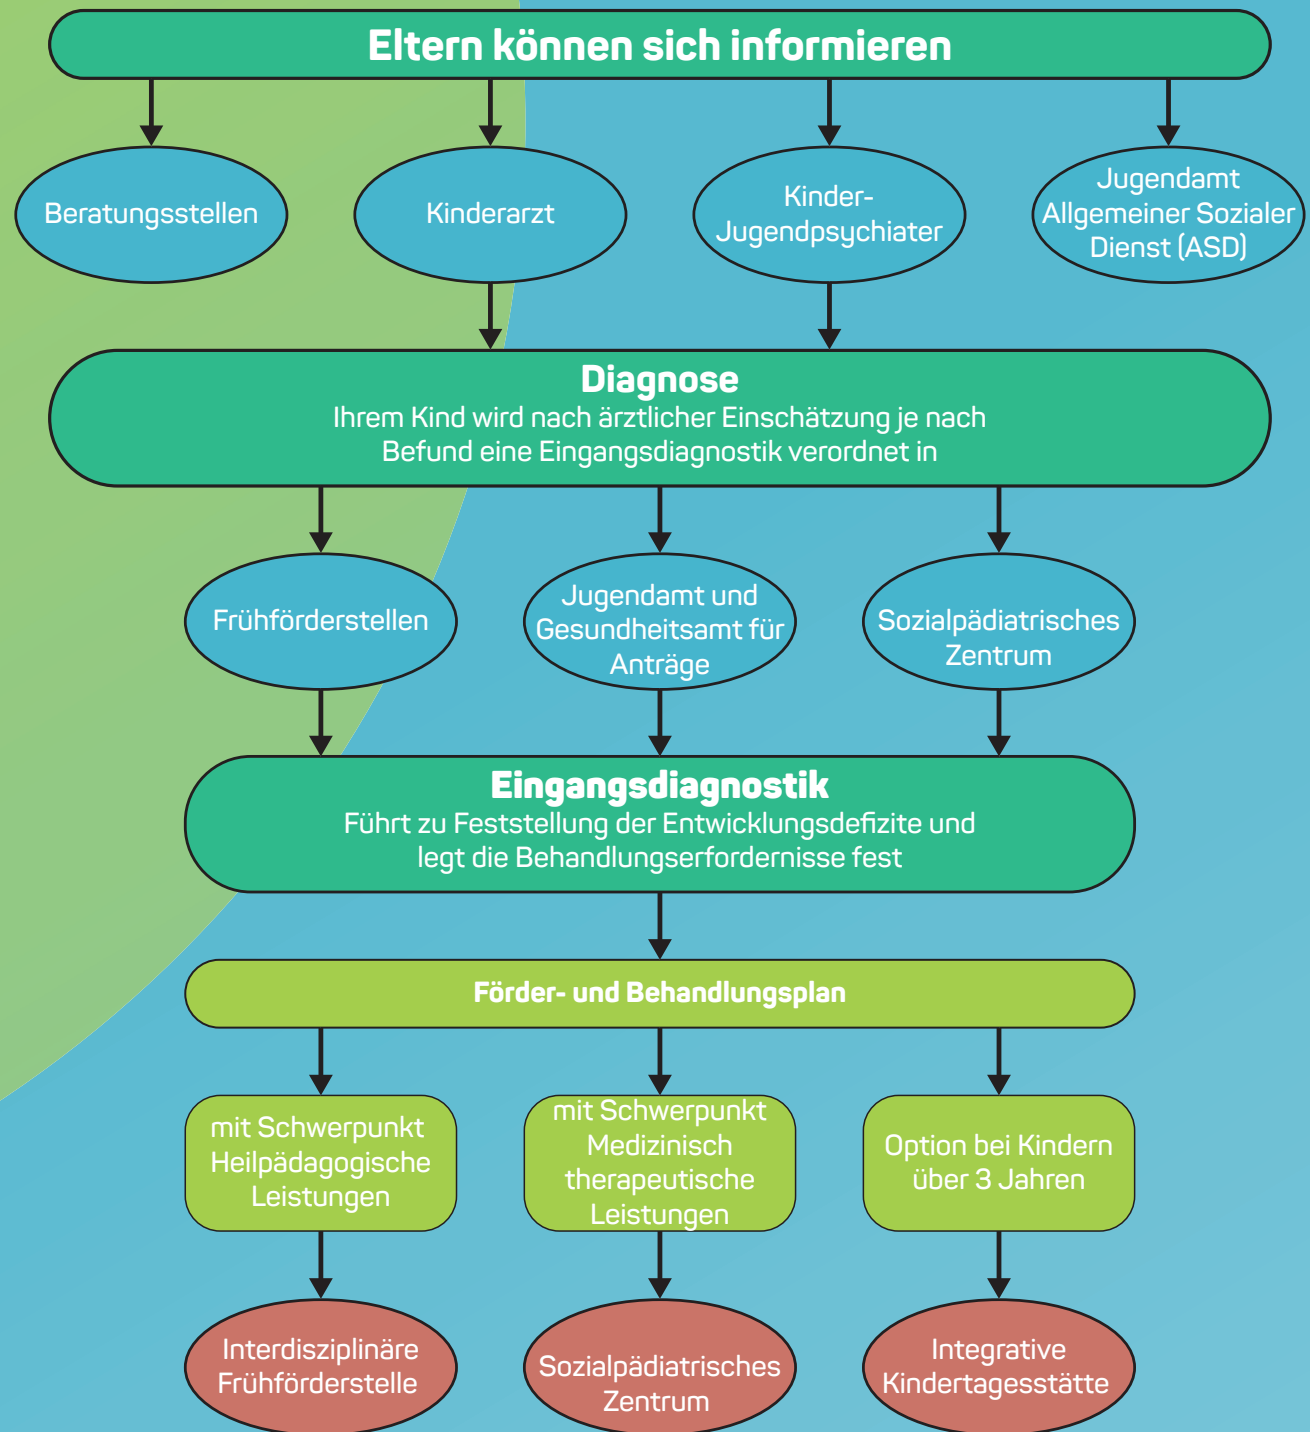 Eltern können sich informieren
Beratungsstellen
Kinderarzt
Kinder-
Jugendpsychiater
Jugendamt
Allgemeiner Sozialer
Dienst (ASD)
Diagnose
Ihrem Kind wird nach ärztlicher Einschätzung je nach
Befund eine Eingangsdiagnostik verordnet in
Frühförderstellen
Jugendamt und
Gesundheitsamt für
Anträge
Sozialpädiatrisches
Zentrum
Eingangsdiagnostik
Führt zu Feststellung der Entwicklungsdefizite und
legt die Behandlungserfordernisse fest
Förder- und Behandlungsplan
mit Schwerpunkt
Heilpädagogische
Leistungen
mit Schwerpunkt
Medizinisch
therapeutische
Leistungen
Option bei Kindern
über 3 Jahren
Interdisziplinäre
Frühförderstelle
Sozialpädiatrisches
Zentrum
Integrative
Kindertagesstätte